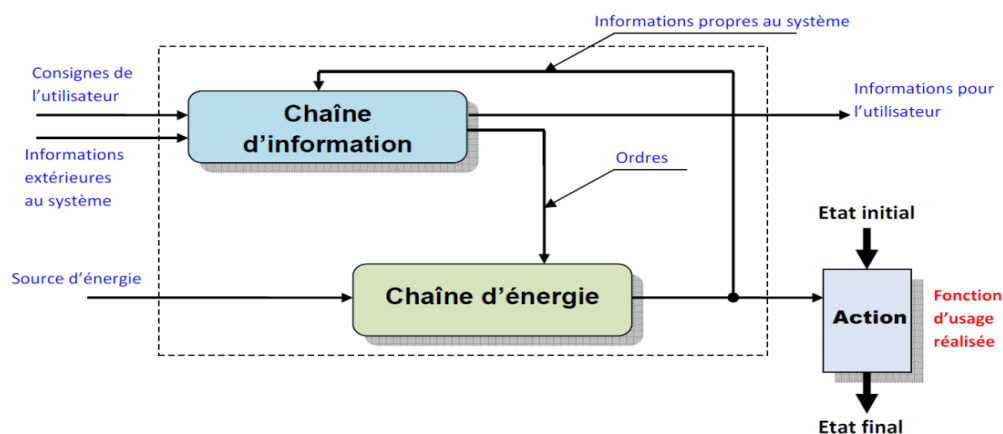 Informations propres au système
Consignes de
l'utilisateur
Chaîne
d'information
Informations pour
l'utilisateur
Informations
extérieures
au système
Ordres
Etat initial
Source d'énergie
Chaîne d'énergie
Action
Fonction
d'usage
réalisée
Etat final